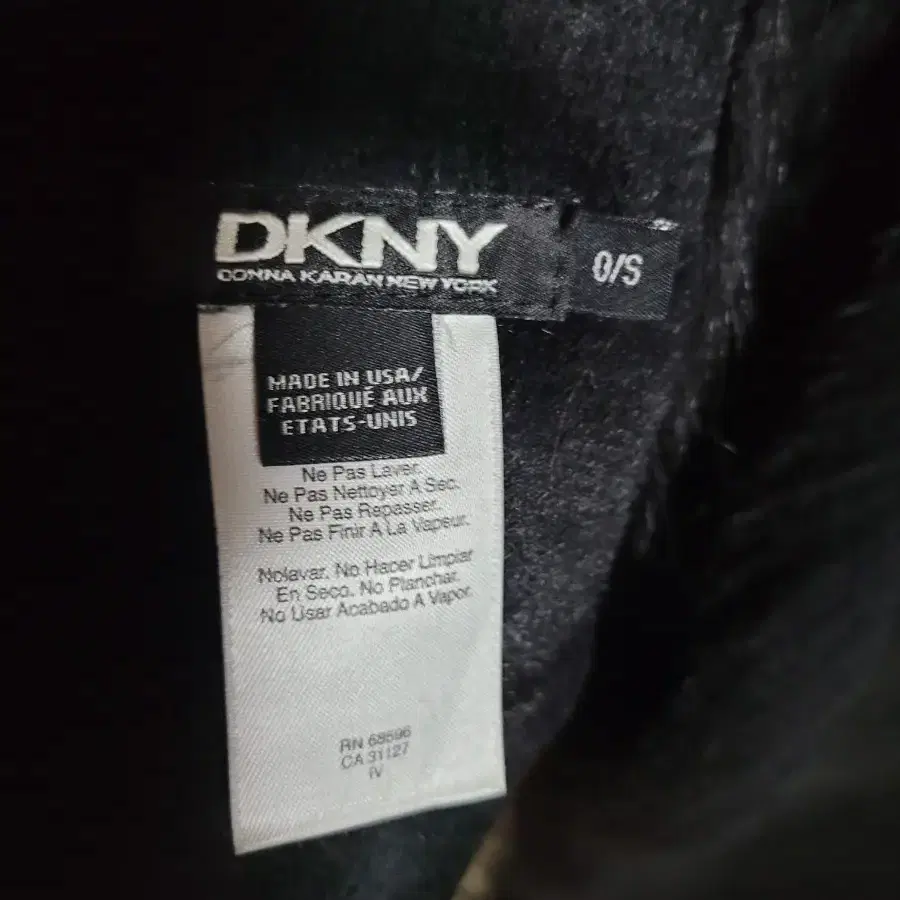 DKNY
DONNA KARAN NEW YORK
0/S
MADE IN USA/
FABRIQUÉ AUX
ETATS-UNIS
Ne Pas Laver.
Ne Pas Nettoyer A Sec.
Ne Pas Repasser.
Ne Pas Finir A La Vapeur.
Nolavar. No Hacer Limpiar
En Seco. No Planchar.
No Usar Acabado A Vapor.
RN 68596
CA 31127
IV